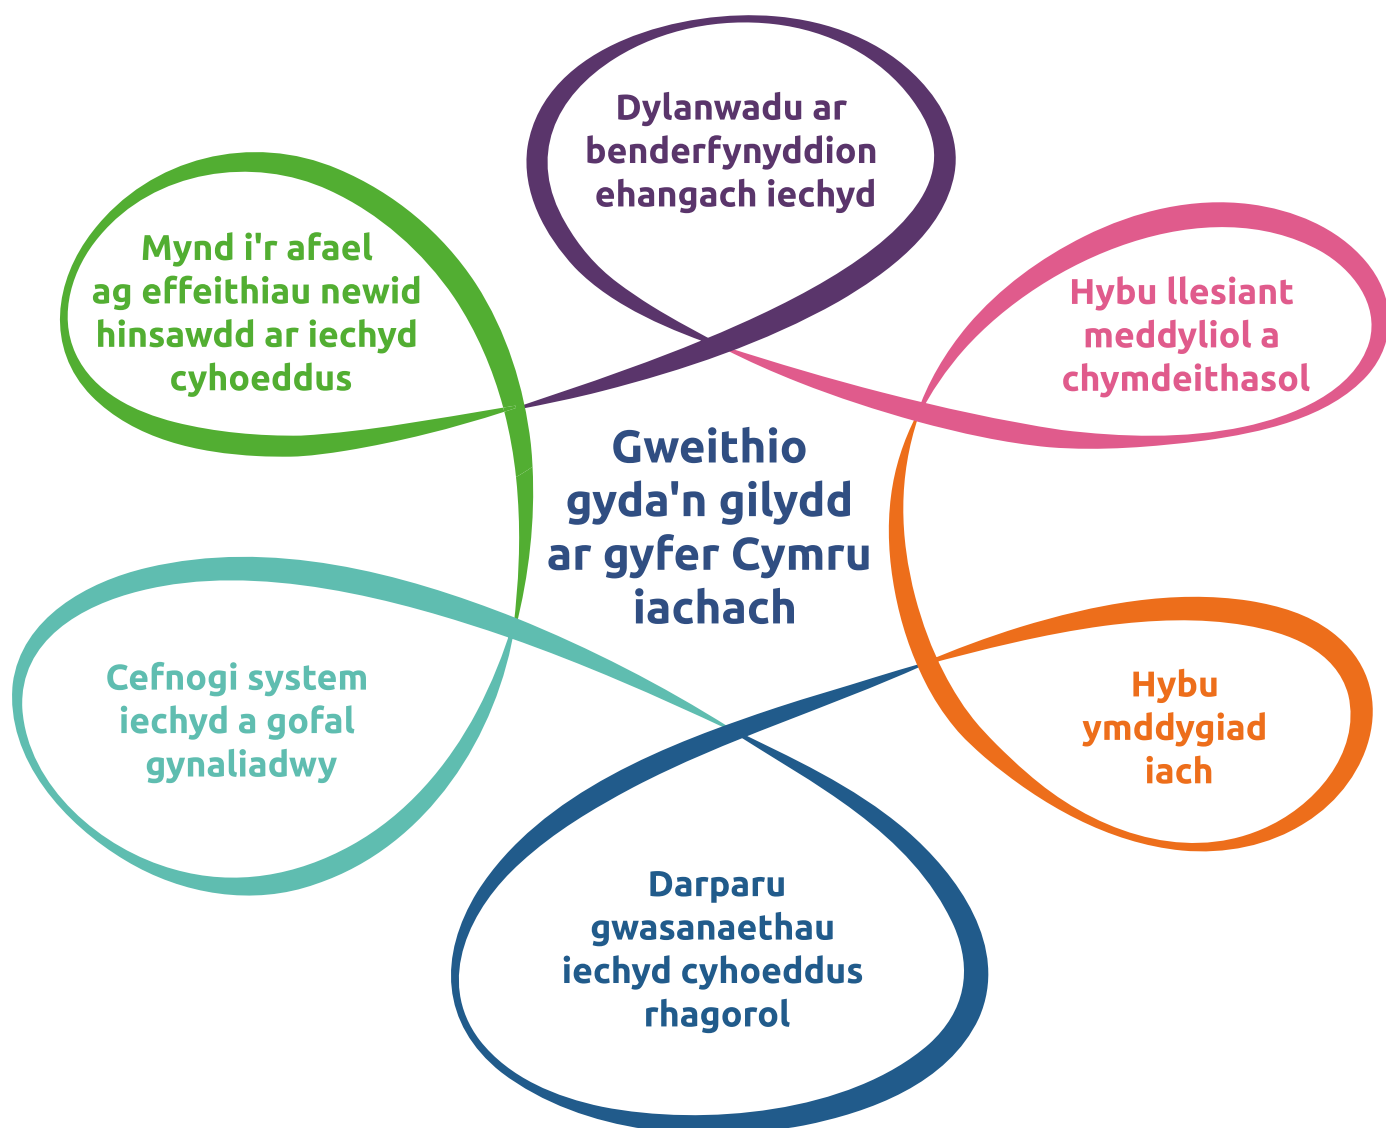 Dylanwadu ar
benderfynyddion
ehangach iechyd
Mynd i'r afael
ag effeithiau newid
hinsawdd ar iechyd
cyhoeddus
Hybu llesiant
meddyliol a
chymdeithasol
Gweithio
gyda'n gilydd
ar gyfer Cymru
iachach
Cefnogi system
iechyd a gofal
gynaliadwy
Hybu
ymddygiad
iach
Darparu
gwasanaethau
iechyd cyhoeddus
rhagorol